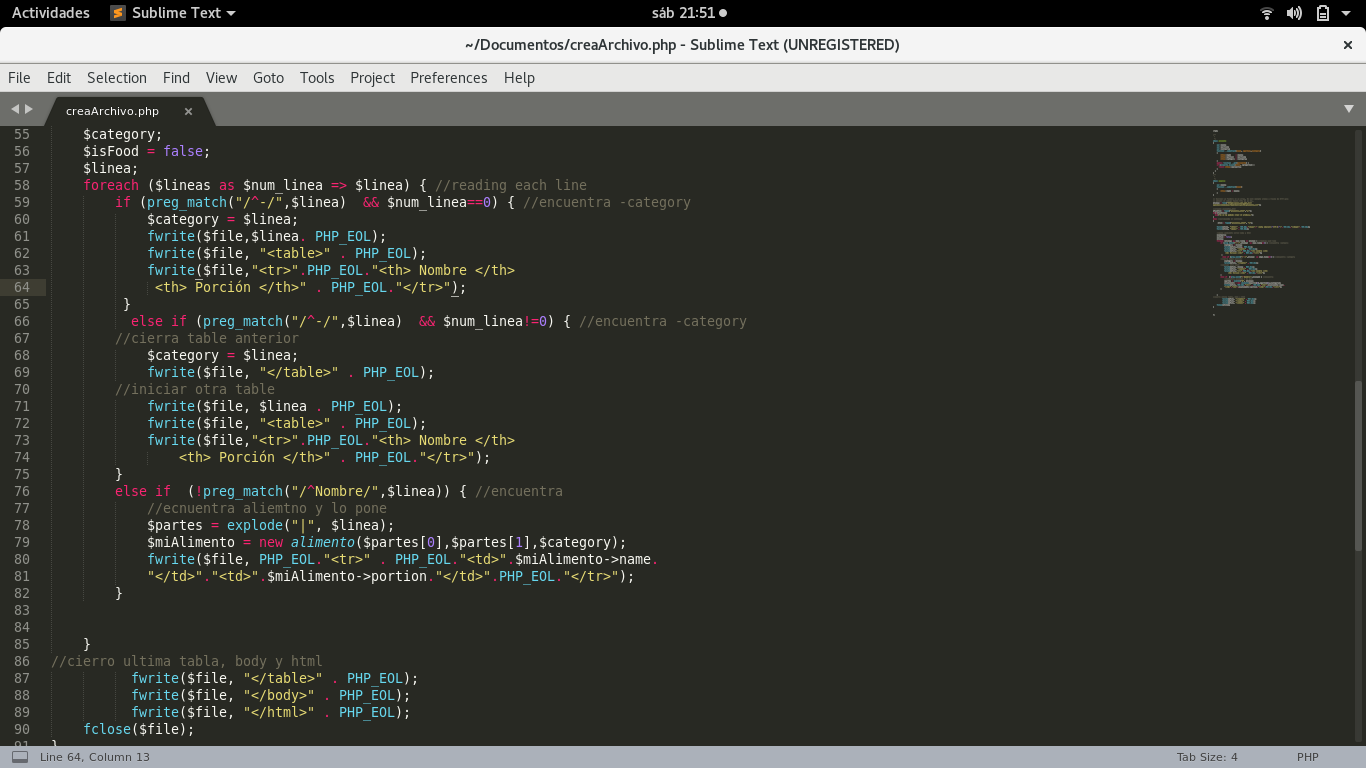 Actividades Sublime Text sáb 21:51
~/Documentos/creaArchivo.php - Sublime Text (UNREGISTERED) ×
File Edit Selection Find View Goto Tools Project Preferences Help
creaArchivo.php ×
55 $category;
56 $isFood = false;
57 $linea;
58 foreach ($lineas as $num_linea => $linea) { //reading each line
59 if (preg_match("/^-/",$linea)  && $num_linea==0) { //encuentra -category
60 $category = $linea;
61 fwrite($file,$linea. PHP_EOL);
62 fwrite($file, "<table>" . PHP_EOL);
63 fwrite($file,"<tr>".PHP_EOL."<th> Nombre </th>
64 <th> Porción </th>" . PHP_EOL."</tr>");
65 }
66 else if (preg_match("/^-/",$linea)  && $num_linea!=0) { //encuentra -category
67 //cierra table anterior
68 $category = $linea;
69 fwrite($file, "</table>" . PHP_EOL);
70 //iniciar otra table
71 fwrite($file, $linea . PHP_EOL);
72 fwrite($file, "<table>" . PHP_EOL);
73 fwrite($file,"<tr>".PHP_EOL."<th> Nombre </th>
74 <th> Porción </th>" . PHP_EOL."</tr>");
75 }
76 else if  (!preg_match("/^Nombre/",$linea)) { //encuentra
77 //ecnuentra aliemtno y lo pone
78 $partes = explode("|", $linea);
79 $miAlimento = new alimento($partes[0],$partes[1],$category);
80 fwrite($file, PHP_EOL."<tr>" . PHP_EOL."<td>".$miAlimento->name.
81 "</td>"."<td>".$miAlimento->portion."</td>".PHP_EOL."</tr>");
82 }
83
84
85 }
86 //cierro ultima tabla, body y html
87 fwrite($file, "</table>" . PHP_EOL);
88 fwrite($file, "</body>" . PHP_EOL);
89 fwrite($file, "</html>" . PHP_EOL);
90 fclose($file);
91 }
Line 64, Column 13 Tab Size: 4 PHP